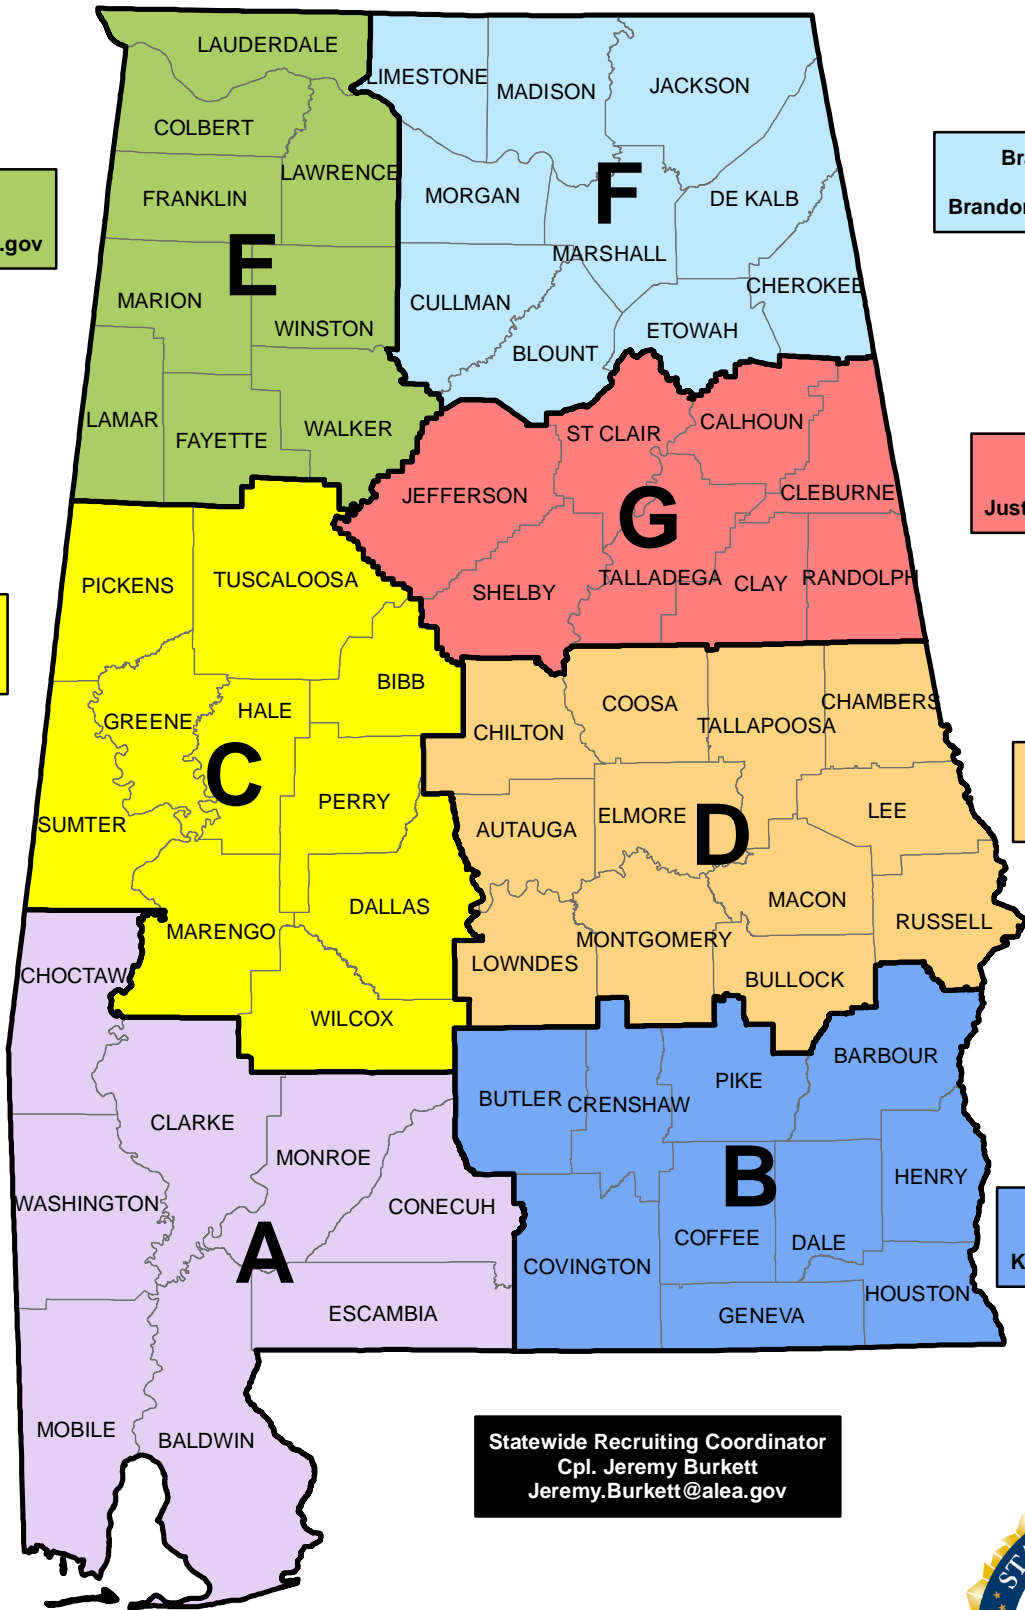 LAUDERDALE
LIMESTONE
MADISON
JACKSON
COLBERT
LAWRENCE
FRANKLIN
MORGAN
F
DE KALB
.gov
E
MARSHALL
Brandon
CHEROKEE
MARION
CULLMAN
WINSTON
ETOWAH
BLOUNT
LAMAR
FAYETTE
WALKER
ST CLAIR
CALHOUN
JEFFERSON
G
CLEBURNE
Just
PICKENS
TUSCALOOSA
SHELBY
TALLADEGA
CLAY
RANDOLPH
BIBB
GREENE
HALE
CHILTON
COOSA
TALLAPOOSA
CHAMBERS
C
SUMTER
PERRY
AUTAUGA
ELMORE
D
LEE
MARENGO
DALLAS
MACON
RUSSELL
MONTGOMERY
LOWNDES
BULLOCK
CHOCTAW
WILCOX
BARBOUR
CLARKE
BUTLER
CRENSHAW
PIKE
MONROE
WASHINGTON
CONECUH
B
HENRY
A
COVINGTON
COFFEE
DALE
K
ESCAMBIA
GENEVA
HOUSTON
MOBILE
BALDWIN
Statewide Recruiting Coordinator
Cpl. Jeremy Burkett
Jeremy.Burkett@alea.gov
STA